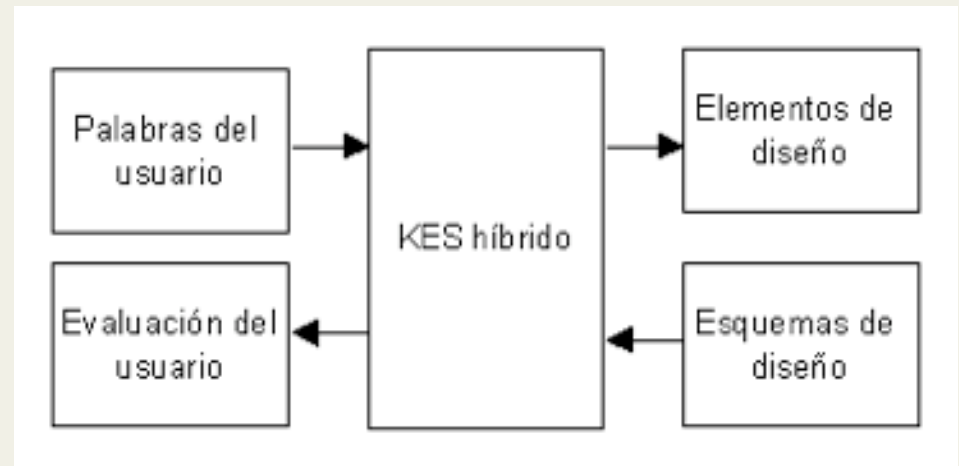 Palabras del
usuario
KES híbrido
Elementos de
diseño
Evaluación del
usuario
Esquemas de
diseño